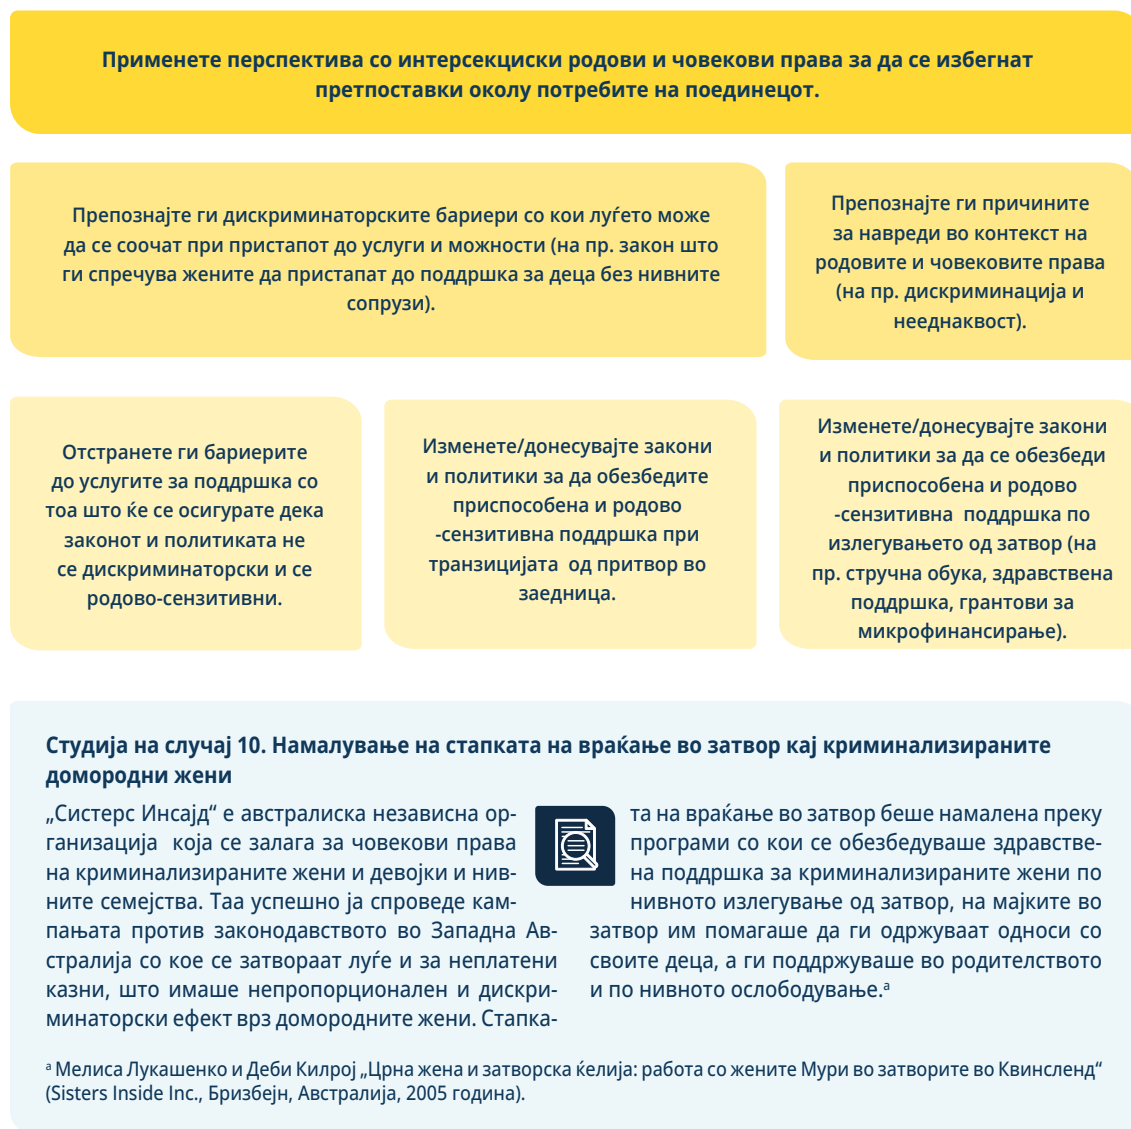 Применете перспектива со интерсекциски родови и човекови права за да се избегнат
претпоставки околу потребите на поединецот.
Препознајте ги дискриминаторските бариери со кои луѓето може
да се соочат при пристапот до услуги и можности (на пр. закон што
ги спречува жените да пристапат до поддршка за деца без нивните
сопрузи).
Препознајте ги причините
за навреди во контекст на
родовите и човековите права
(на пр. дискриминација и
нееднаквост).
Отстранете ги бариерите
до услугите за поддршка со
тоа што ќе се осигурате дека
законот и политиката не
се дискриминаторски и се
родово-сензитивни.
Изменете/донесувајте закони
и политики за да обезбедите
приспособена и родово
-сензитивна поддршка при
транзицијата од притвор во
заедница.
Изменете/донесувајте закони
и политики за да се обезбеди
приспособена и родово
-сензитивна поддршка по
излегувањето од затвор (на
пр. стручна обука, здравствена
поддршка, грантови за
микрофинансирање).
Студија на случај 10. Намалување на стапката на враќање во затвор кај криминализираните
домородни жени
„Систерс Инсајд“ е австралиска независна ор-
ганизација која се залага за човекови права
на криминализираните жени и девојки и нив-
ните семејства. Таа успешно ја спроведе кам-
пањата против законодавството во Западна Ав-
стралија со кое се затвораат луѓе и за неплатени
казни, што имаше непропорционален и дискри-
минаторски ефект врз домородните жени. Стапка-
та на враќање во затвор беше намалена преку
програми со кои се обезбедуваше здравстве-
на поддршка за криминализираните жени по
нивното излегување од затвор, на мајките во
затвор им помагаше да ги одржуваат односи со
своите деца, а ги поддржуваше во родителството
и по нивното ослободување.ᵃ
ᵃ Мелиса Лукашенко и Деби Килрој „Црна жена и затворска ќелија: работа со жените Мури во затворите во Квинсленд“
(Sisters Inside Inc., Бризбејн, Австралија, 2005 година).